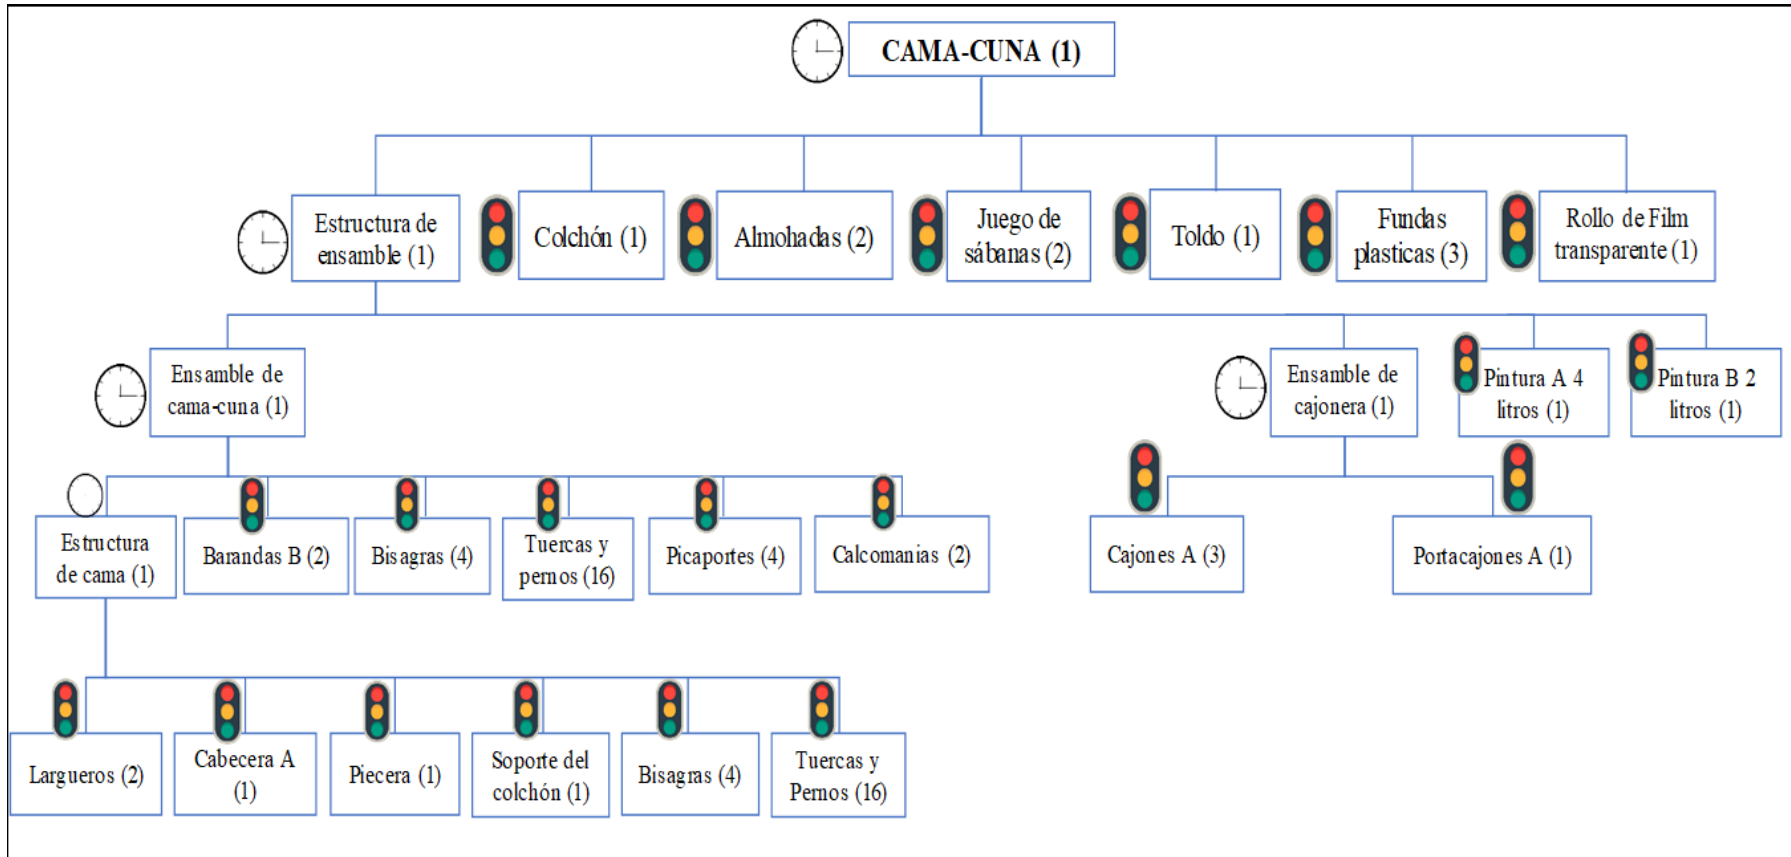 CAMA-CUNA (1)
Estructura de
ensamble (1)
Colchón (1)
Almohadas (2)
Juego de
sábanas (2)
Toldo (1)
Fundas
plasticas (3)
Rollo de Film
transparente (1)
Ensamble de
cama-cuna (1)
Ensamble de
cajonera (1)
Pintura A 4
litros (1)
Pintura B 2
litros (1)
Estructura
de cama (1)
Barandas B (2)
Bisagras (4)
Tuercas y
pernos (16)
Picaportes (4)
Calcomanias (2)
Cajones A (3)
Portacajones A (1)
Largueros (2)
Cabecera A
(1)
Piecera (1)
Soporte del
colchón (1)
Bisagras (4)
Tuercas y
Pernos (16)